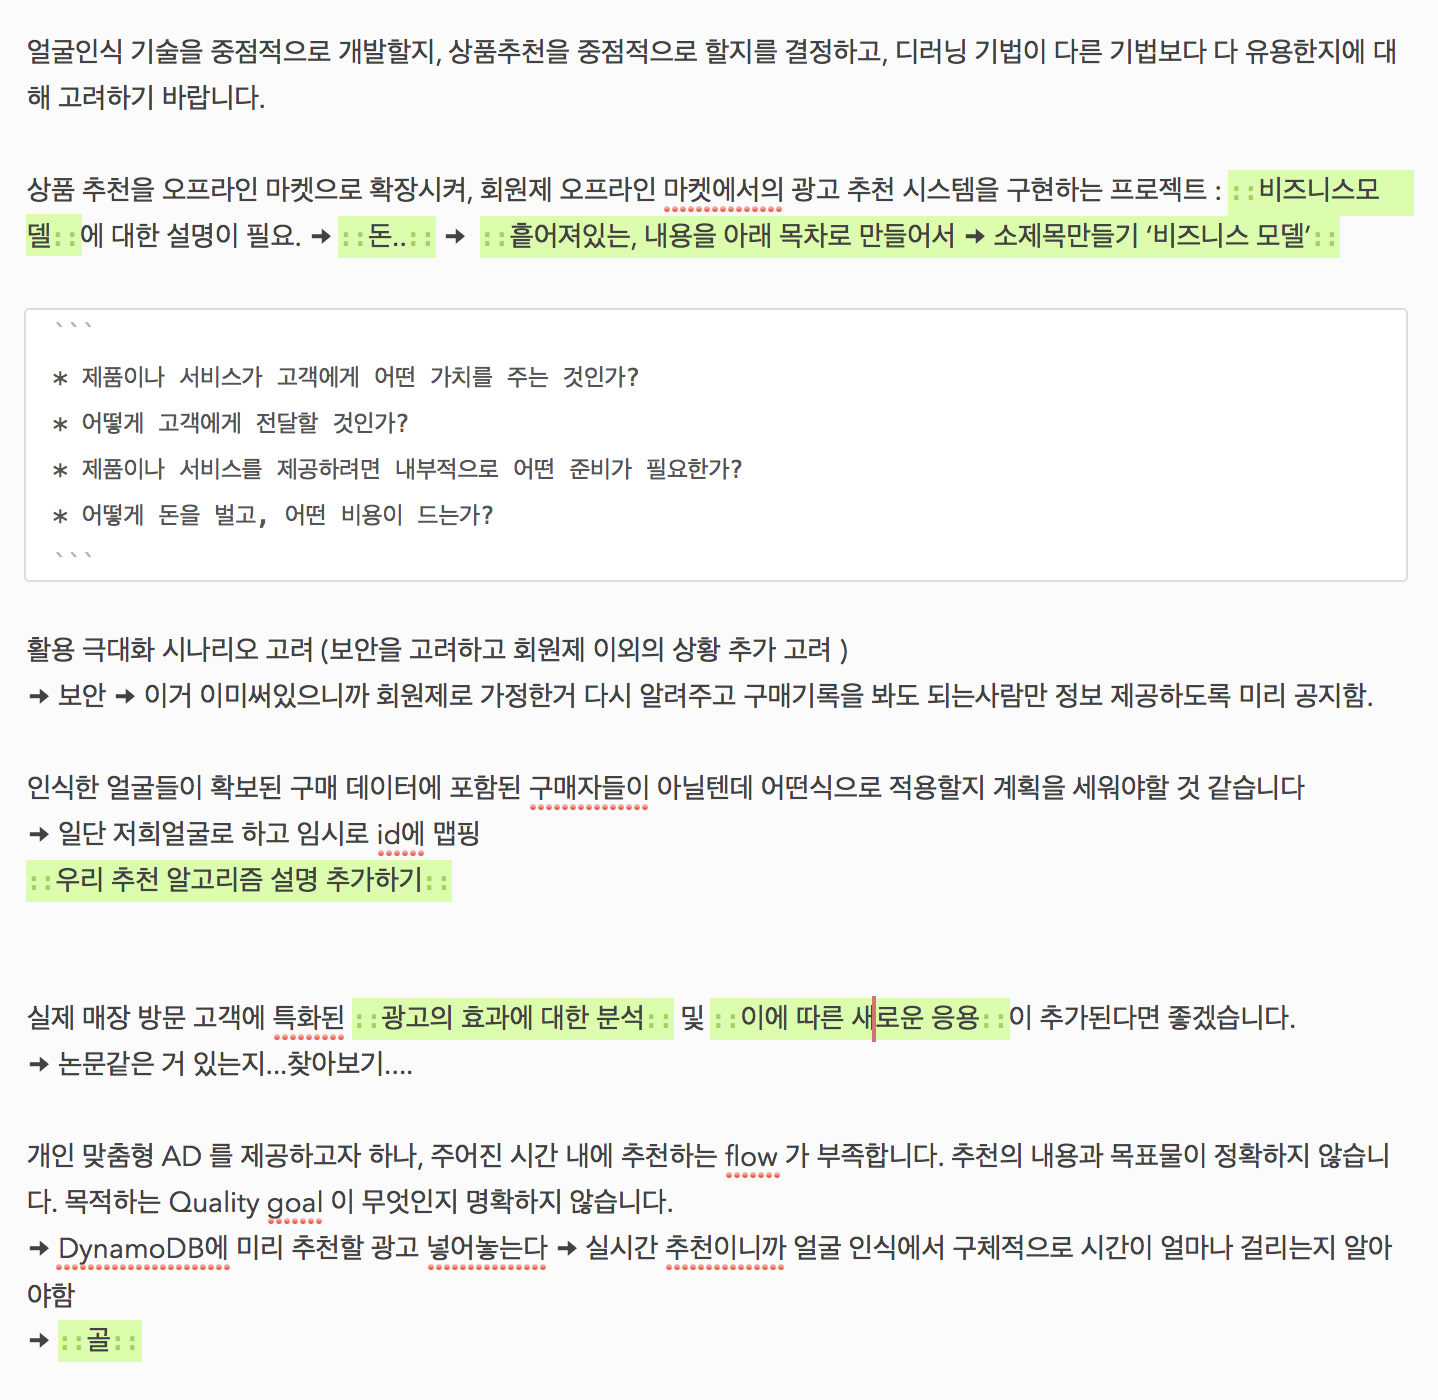 얼굴인식 기술을 중점적으로 개발할지, 상품추천을 중점적으로 할지를 결정하고, 디러닝 기법이 다른 기법보다 다 유용한지에 대
해 고려하기 바랍니다.
상품 추천을 오프라인 마켓으로 확장시켜, 회원제 오프라인 마켓에서의 광고 추천 시스템을 구현하는 프로젝트 : ::비즈니스모
델::에 대한 설명이 필요. → ::돈..:: → ::흩어져있는, 내용을 아래 목차로 만들어서 → 소제목만들기 ‘비즈니스 모델’::
```
* 제품이나 서비스가 고객에게 어떤 가치를 주는 것인가?
* 어떻게 고객에게 전달할 것인가?
* 제품이나 서비스를 제공하려면 내부적으로 어떤 준비가 필요한가?
* 어떻게 돈을 벌고, 어떤 비용이 드는가?
```
활용 극대화 시나리오 고려 (보안을 고려하고 회원제 이외의 상황 추가 고려 )
→ 보안 → 이거 이미써있으니까 회원제로 가정한거 다시 알려주고 구매기록을 봐도 되는사람만 정보 제공하도록 미리 공지함.
인식한 얼굴들이 확보된 구매 데이터에 포함된 구매자들이 아닐텐데 어떤식으로 적용할지 계획을 세워야할 것 같습니다
→ 일단 저희얼굴로 하고 임시로 id에 맵핑
::우리 추천 알고리즘 설명 추가하기::
실제 매장 방문 고객에 특화된 ::광고의 효과에 대한 분석:: 및 ::이에 따른 새로운 응용::이 추가된다면 좋겠습니다.
→ 논문같은 거 있는지...찾아보기....
개인 맞춤형 AD 를 제공하고자 하나, 주어진 시간 내에 추천하는 flow 가 부족합니다. 추천의 내용과 목표물이 정확하지 않습니
다. 목적하는 Quality goal 이 무엇인지 명확하지 않습니다.
→ DynamoDB에 미리 추천할 광고 넣어놓는다 → 실시간 추천이니까 얼굴 인식에서 구체적으로 시간이 얼마나 걸리는지 알아
야함
→ ::골::